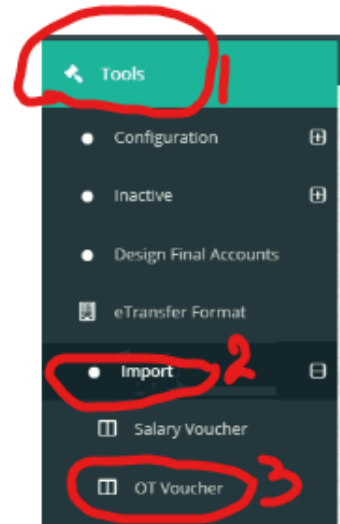 Tools 1
Configuration
Inactive
Design Final Accounts
eTransfer Format
Import 2
Salary Voucher
OT Voucher 3